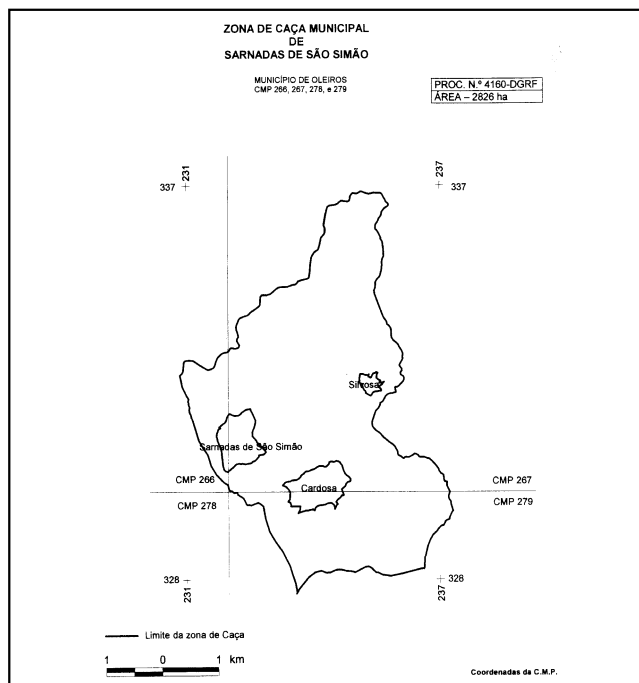 ZONA DE CAÇA MUNICIPAL
DE
SARNADAS DE SÃO SIMÃO
MUNICÍPIO DE OLEIROS
CMP 266, 267, 278, e 279
PROC. N.º 4160-DGRF
ÁREA – 2826 ha
231
237
337
337
Silvosa
Sarnadas de São Simão
CMP 266
Cardosa
CMP 267
CMP 278
CMP 279
328
328
231
237
Limite da zona de Caça
1 0 1 km
Coordenadas da C.M.P.